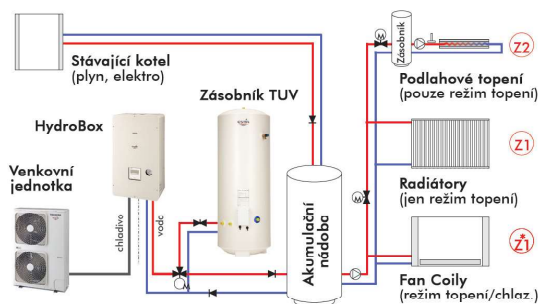 Stávající kotel
(plyn, elektro)
Zásobník TUV
HydroBox
Venkovní
jednotka
chladivo
vodc
Akumulační
nádoba
Zásobník
Z2
Podlahové topení
(pouze režim topení)
Z1
Radiátory
(jen režim topení)
Z1*
Fan Coily
(režim topení/chlaz.)
M
M
M